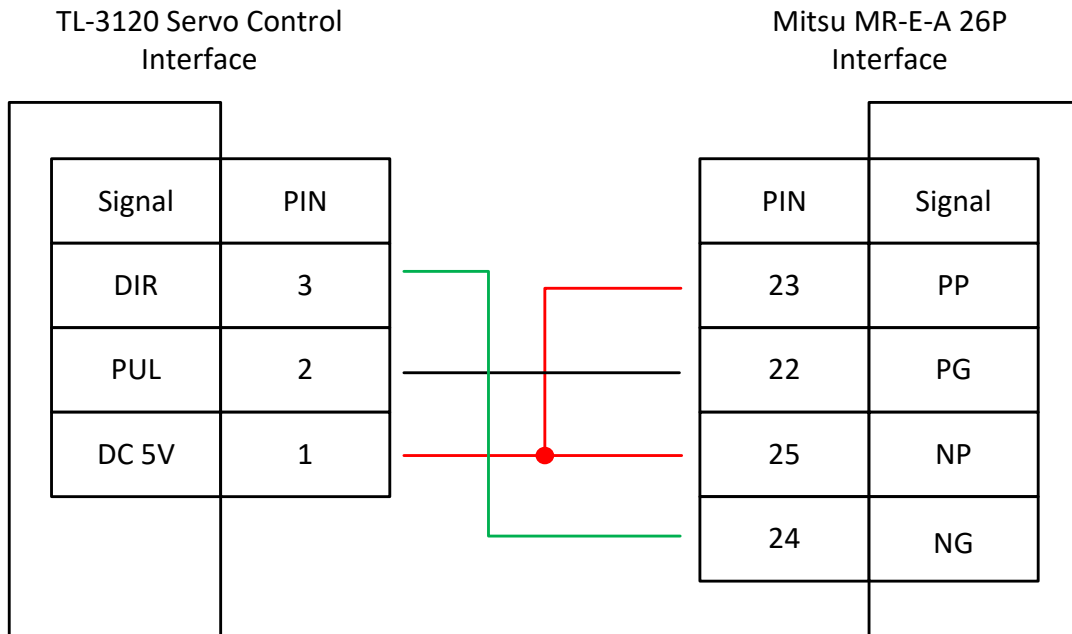 TL-3120 Servo Control
Interface
Mitsu MR-E-A 26P
Interface
Signal PIN
DIR 3
PUL 2
DC 5V 1
PIN Signal
23 PP
22 PG
25 NP
24 NG